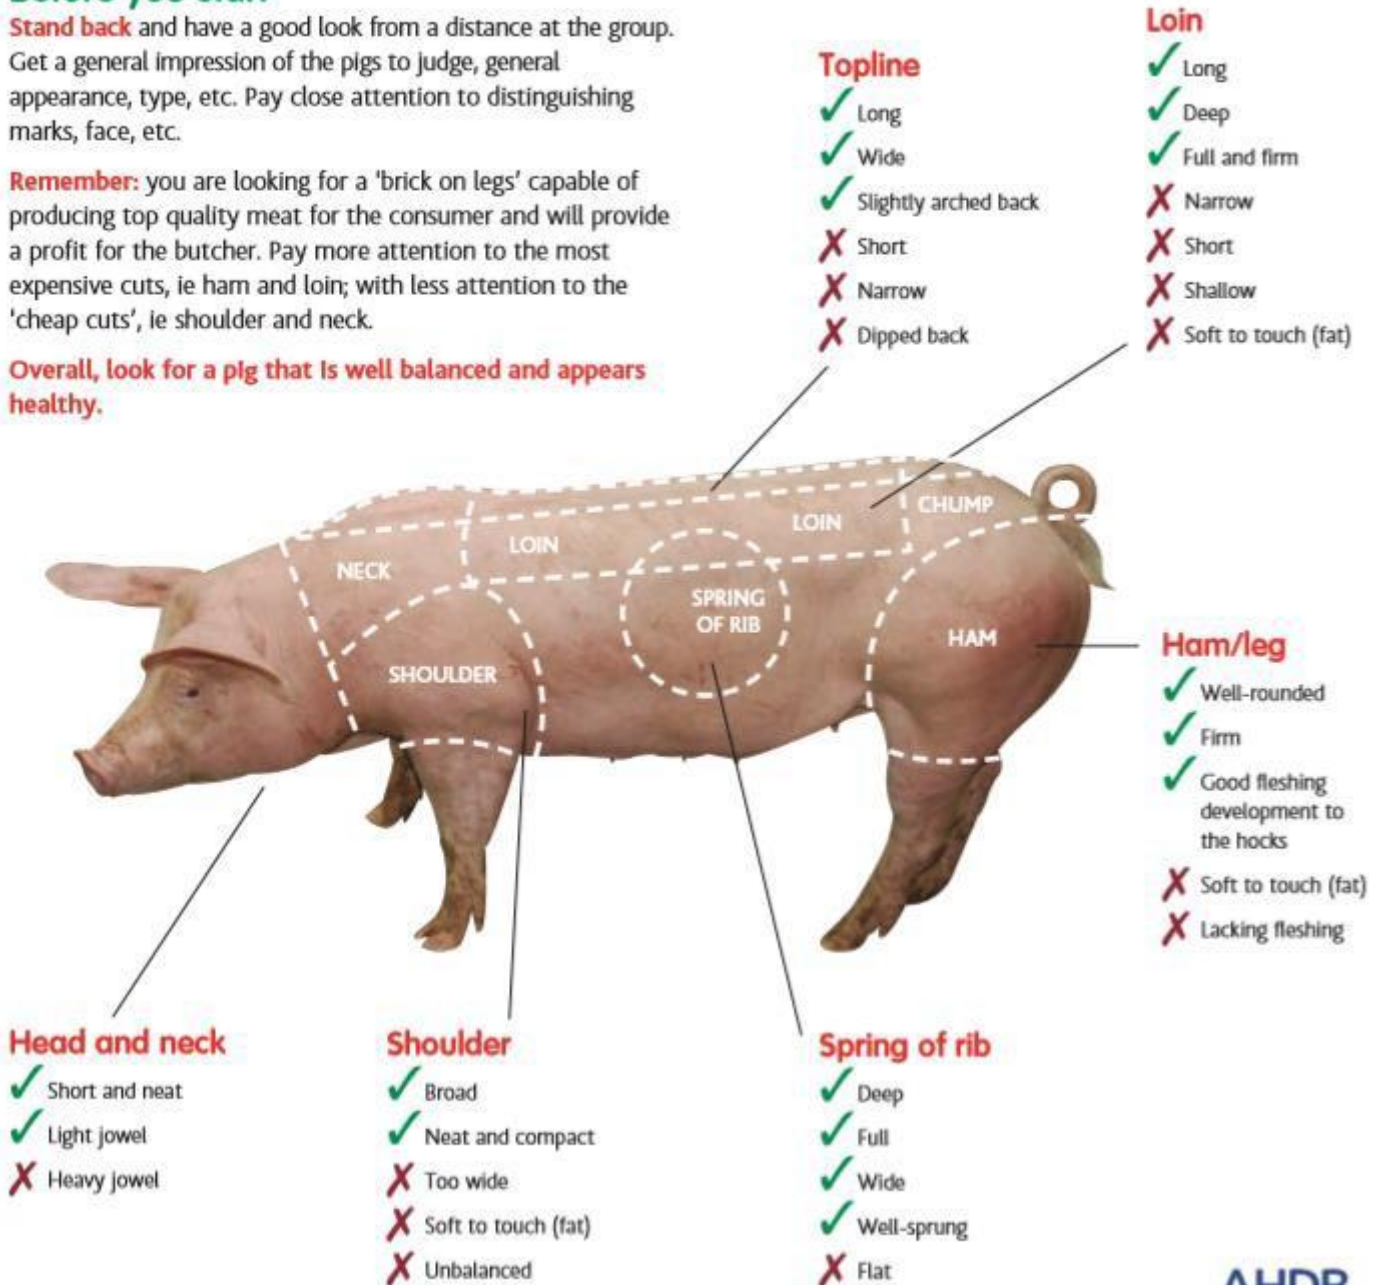 Stand back and have a good look from a distance at the group.
Get a general impression of the pigs to judge, general
appearance, type, etc. Pay close attention to distinguishing
marks, face, etc.
Remember: you are looking for a 'brick on legs' capable of
producing top quality meat for the consumer and will provide
a profit for the butcher. Pay more attention to the most
expensive cuts, ie ham and loin; with less attention to the
'cheap cuts', ie shoulder and neck.
Overall, look for a pig that Is well balanced and appears
healthy.
Topline
✓ Long
✓ Wide
✓ Slightly arched back
✗ Short
✗ Narrow
✗ Dipped back
Loin
✓ Long
✓ Deep
✓ Full and firm
✗ Narrow
✗ Short
✗ Shallow
✗ Soft to touch (fat)
NECK
LOIN
LOIN
CHUMP
SHOULDER
SPRING
OF RIB
HAM
Ham/leg
✓ Well-rounded
✓ Firm
✓ Good fleshing
development to
the hocks
✗ Soft to touch (fat)
✗ Lacking fleshing
Head and neck
✓ Short and neat
✓ Light jowel
✗ Heavy jowel
Shoulder
✓ Broad
✓ Neat and compact
✗ Too wide
✗ Soft to touch (fat)
✗ Unbalanced
Spring of rib
✓ Deep
✓ Full
✓ Wide
✓ Well-sprung
✗ Flat
AHDB